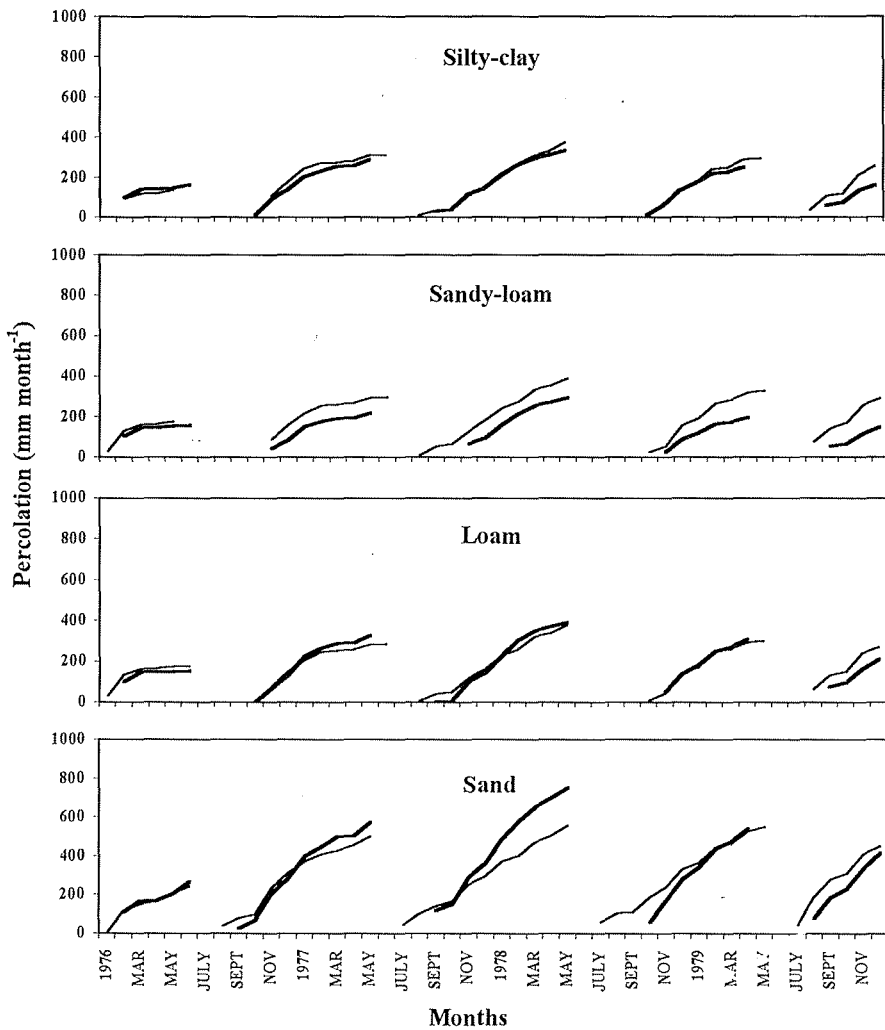 1000
800
600
400
200
0
Silty-clay
1000
800
600
400
200
0
Sandy-loam
1000
800
600
400
200
0
Loam
1000
800
600
400
200
0
Sand
Percolation (mm month⁻¹)
1976
MAR
MAY
JULY
SEPT
NOV
1977
MAR
MAY
JULY
SEPT
NOV
1978
MAR
MAY
JULY
SEPT
NOV
1979
MAR
MAY
JULY
SEPT
NOV
Months